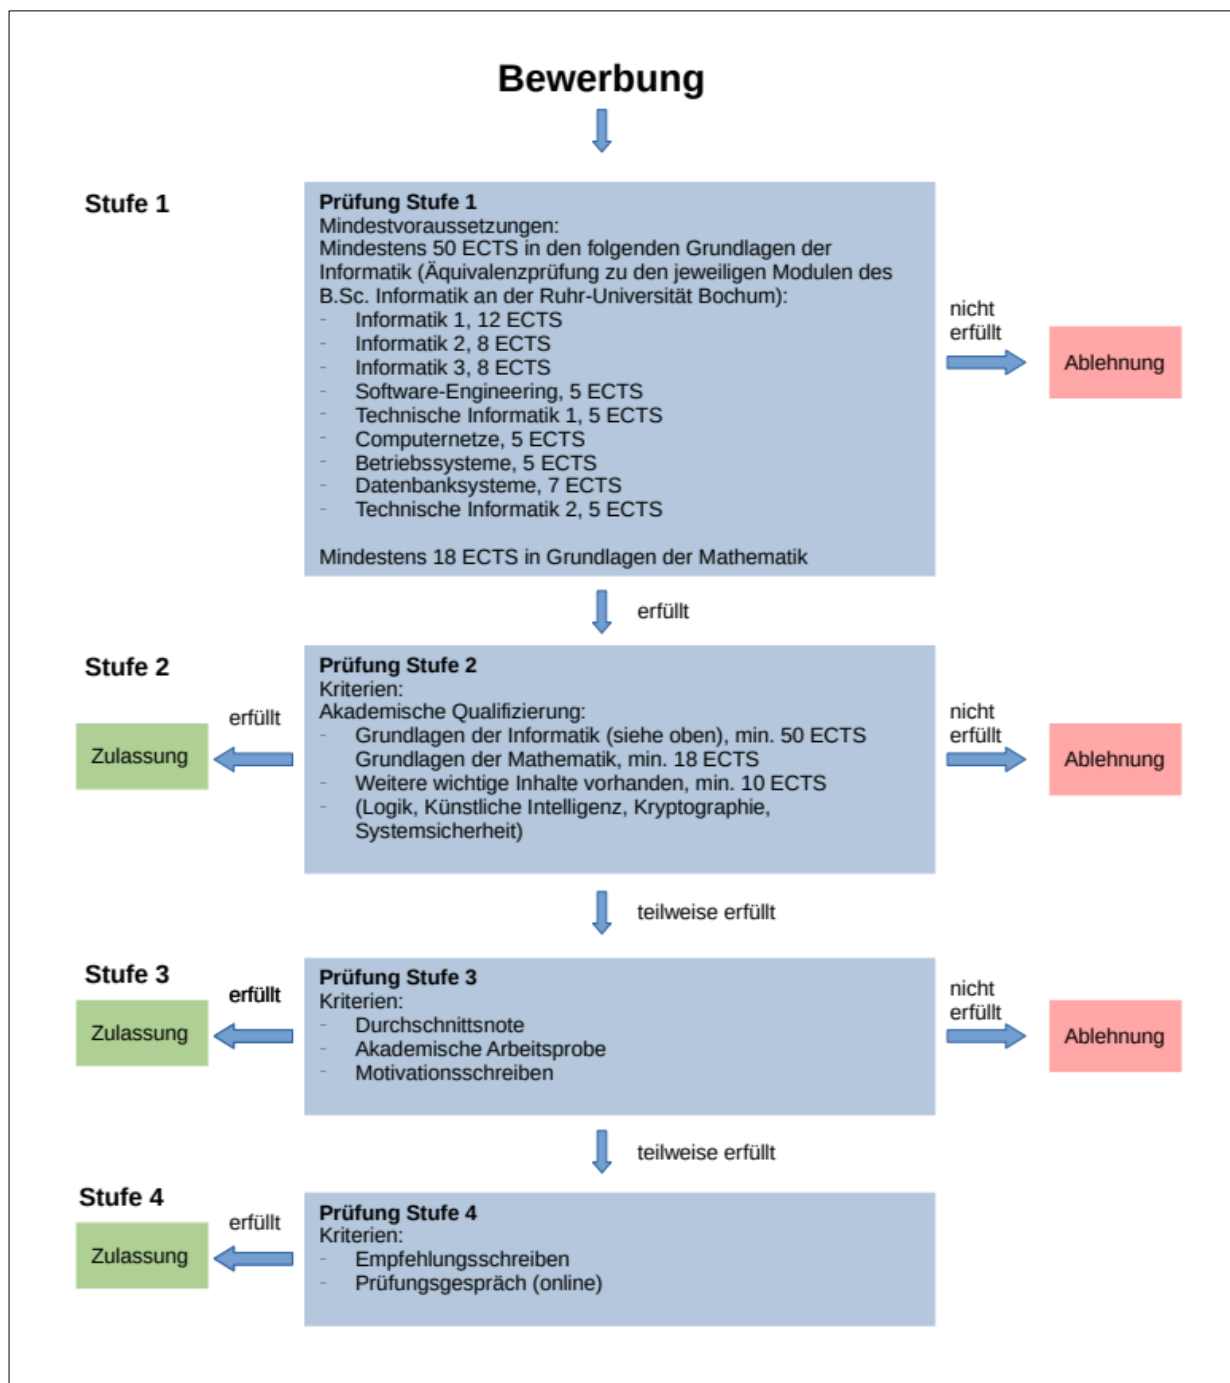 Bewerbung
Stufe 1
Prüfung Stufe 1
Mindestvoraussetzungen:
Mindestens 50 ECTS in den folgenden Grundlagen der
Informatik (Äquivalenzprüfung zu den jeweiligen Modulen des
B.Sc. Informatik an der Ruhr-Universität Bochum):
- Informatik 1, 12 ECTS
- Informatik 2, 8 ECTS
- Informatik 3, 8 ECTS
- Software-Engineering, 5 ECTS
- Technische Informatik 1, 5 ECTS
- Computernetze, 5 ECTS
- Betriebssysteme, 5 ECTS
- Datenbanksysteme, 7 ECTS
- Technische Informatik 2, 5 ECTS
Mindestens 18 ECTS in Grundlagen der Mathematik
nicht
erfüllt
Ablehnung
erfüllt
Stufe 2
erfüllt
Zulassung
Prüfung Stufe 2
Kriterien:
Akademische Qualifizierung:
- Grundlagen der Informatik (siehe oben), min. 50 ECTS
Grundlagen der Mathematik, min. 18 ECTS
- Weitere wichtige Inhalte vorhanden, min. 10 ECTS
- (Logik, Künstliche Intelligenz, Kryptographie,
Systemsicherheit)
nicht
erfüllt
Ablehnung
teilweise erfüllt
Stufe 3
erfüllt
Zulassung
Prüfung Stufe 3
Kriterien:
- Durchschnittsnote
- Akademische Arbeitsprobe
- Motivationsschreiben
nicht
erfüllt
Ablehnung
teilweise erfüllt
Stufe 4
erfüllt
Zulassung
Prüfung Stufe 4
Kriterien:
- Empfehlungsschreiben
- Prüfungsgespräch (online)